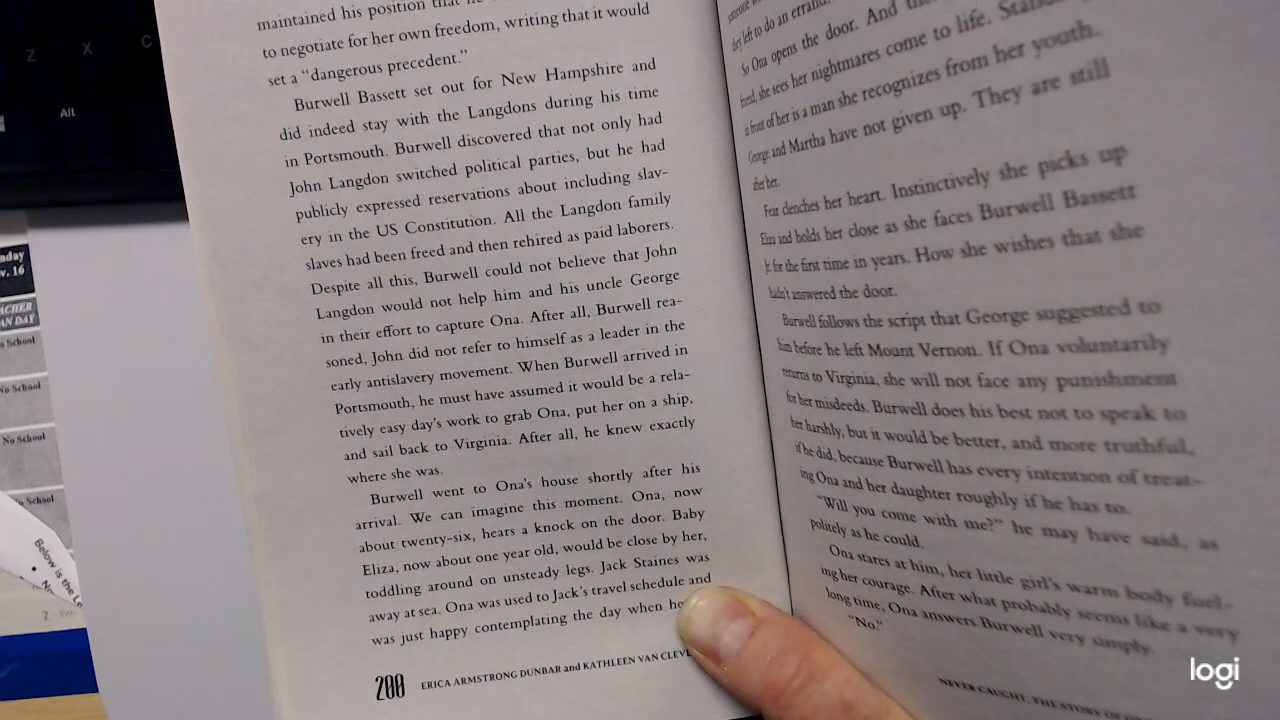 Z X C
Alt
nday
v. 16
ACHER
AN DAY
o School
No School
No School
School
Below is the Le
2
maintained his position that he
to negotiate for her own freedom, writing that it would
set a “dangerous precedent.”
Burwell Bassett set out for New Hampshire and
did indeed stay with the Langdons during his time
in Portsmouth. Burwell discovered that not only had
John Langdon switched political parties, but he had
publicly expressed reservations about including slav-
ery in the US Constitution. All the Langdon family
slaves had been freed and then rehired as paid laborers.
Despite all this, Burwell could not believe that John
Langdon would not help him and his uncle George
in their effort to capture Ona. After all, Burwell rea-
soned, John did not refer to himself as a leader in the
early antislavery movement. When Burwell arrived in
Portsmouth, he must have assumed it would be a rela-
tively easy day’s work to grab Ona, put her on a ship,
and sail back to Virginia. After all, he knew exactly
where she was.
Burwell went to Ona’s house shortly after his
arrival. We can imagine this moment. Ona, now
about twenty-six, hears a knock on the door. Baby
Eliza, now about one year old, would be close by her,
toddling around on unsteady legs. Jack Staines was
away at sea. Ona was used to Jack’s travel schedule and
was just happy contemplating the day when he
200 ERICA ARMSTRONG DUNBAR and KATHLEEN VAN CLEVE
they left to do an errand.
So Ona opens the door. And
friend, she sees her nightmares come to life. Standing
in front of her is a man she recognizes from her youth.
George and Martha have not given up. They are still
after her.
Fear clenches her heart. Instinctively she picks up
Eliza and holds her close as she faces Burwell Bassett
Jr. for the first time in years. How she wishes that she
hadn’t answered the door.
Burwell follows the script that George suggested to
him before he left Mount Vernon. If Ona voluntarily
returns to Virginia, she will not face any punishment
for her misdeeds. Burwell does his best not to speak to
her harshly, but it would be better, and more truthful,
if he did, because Burwell has every intention of treat-
ing Ona and her daughter roughly if he has to.
“Will you come with me?” he may have said, as
politely as he could.
Ona stares at him, her little girl’s warm body fuel-
ing her courage. After what probably seems like a very
long time, Ona answers Burwell very simply.
“No.”
NEVER CAUGHT, THE STORY OF
logi